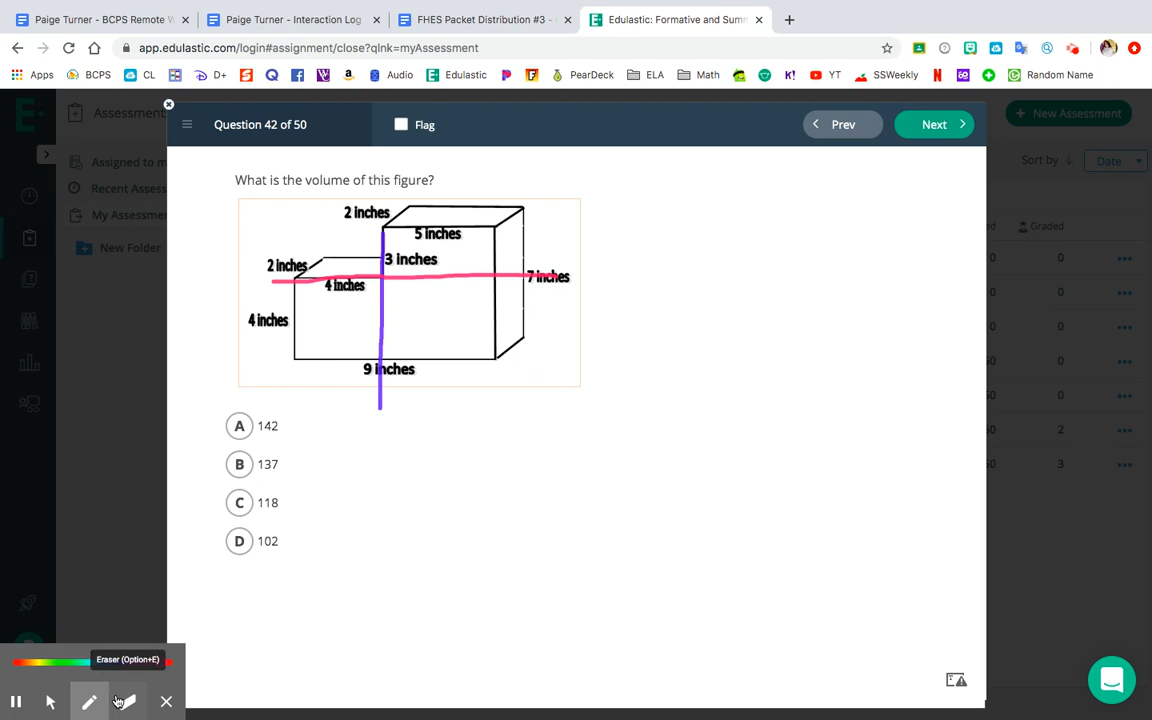 Paige Turner - BCPS Remote W
Paige Turner - Interaction Log
FHES Packet Distribution #3 -
Edulastic: Formative and Summ
app.edulastic.com/login#assignment/close?qlnk=myAssessment
Apps BCPS CL D+ Audio Edulastic PearDeck ELA Math K! YT SSWeekly Random Name
Assessm
New Assessment
Question 42 of 50
Flag
Prev
Next
Assigned to m
Recent Assess
My Assessmen
New Folder
Sort by
Date
ed
Graded
0
0
0
0
0
2
3
What is the volume of this figure?
2 inches
5 inches
3 inches
2 inches
4 inches
7 inches
4 inches
9 inches
A 142
B 137
C 118
D 102
Eraser (Option+E)